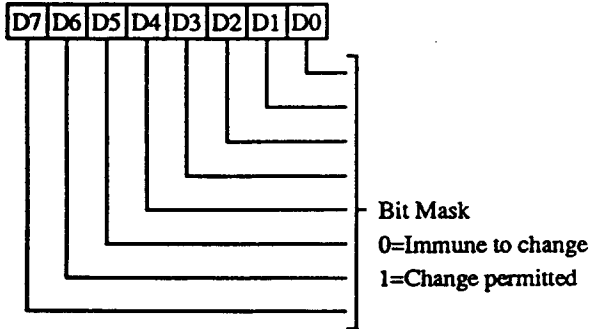 D7 D6 D5 D4 D3 D2 D1 D0
Bit Mask
0=Immune to change
1=Change permitted